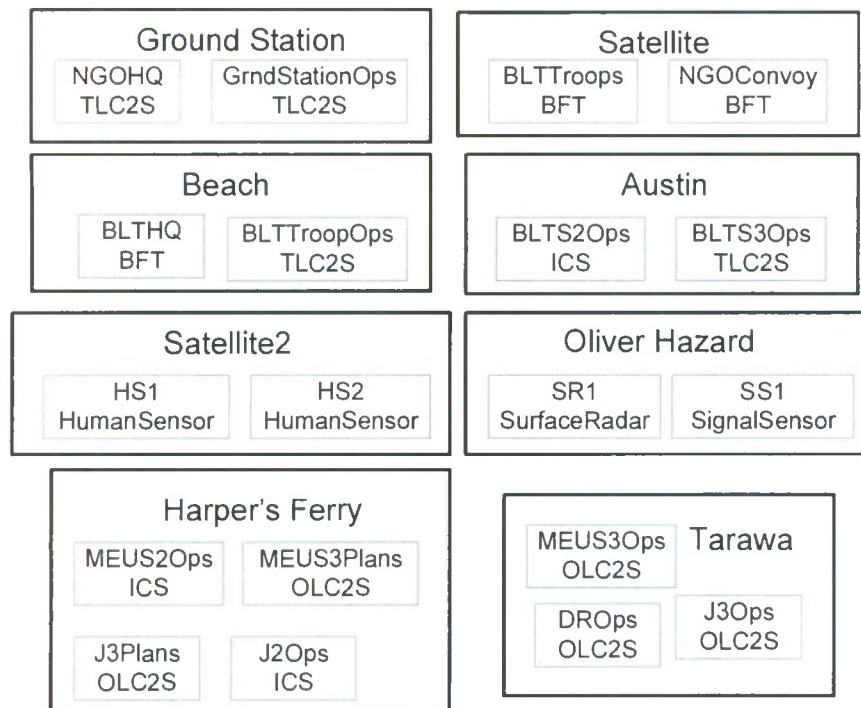 Ground Station
NGOHQ
TLC2S
GrndStationOps
TLC2S
Satellite
BLTTroops
BFT
NGOConvoy
BFT
Beach
BLTHQ
BFT
BLTTroopOps
TLC2S
Austin
BLTS2Ops
ICS
BLTS3Ops
TLC2S
Satellite2
HS1
HumanSensor
HS2
HumanSensor
Oliver Hazard
SR1
SurfaceRadar
SS1
SignalSensor
Harper's Ferry
MEUS2Ops
ICS
MEUS3Plans
OLC2S
J3Plans
OLC2S
J2Ops
ICS
Tarawa
MEUS3Ops
OLC2S
DROps
OLC2S
J3Ops
OLC2S